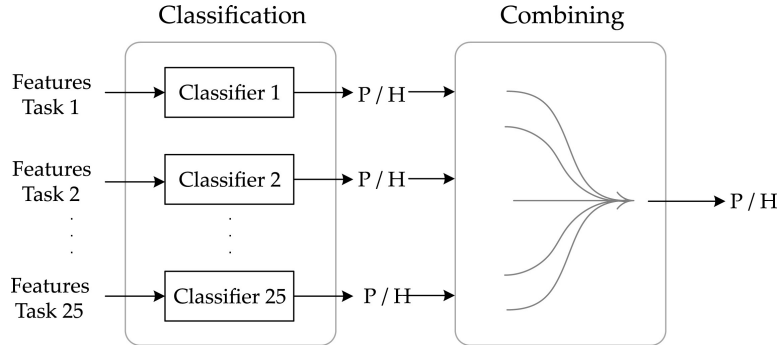 Classification
Combining
Features
Task 1
Classifier 1
P / H
Features
Task 2
Classifier 2
P / H
P / H
Features
Task 25
Classifier 25
P / H